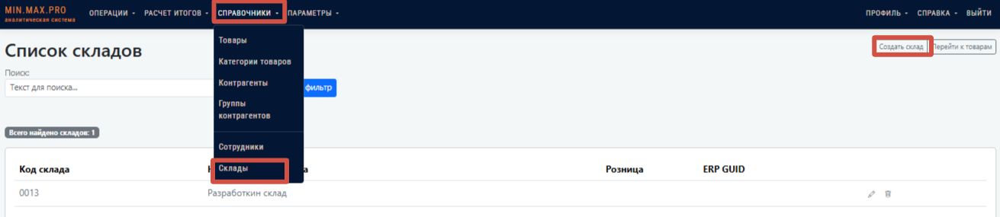 MIN.MAX.PRO
аналитическая система
ОПЕРАЦИИ
РАСЧЕТ ИТОГОВ
СПРАВОЧНИКИ
ПАРАМЕТРЫ
ПРОФИЛЬ
СПРАВКА
ВЫЙТИ
Список складов
Создать склад
Перейти к товарам
Поиск:
Текст для поиска...
фильтр
Товары
Категории товаров
Контрагенты
Группы
контрагентов
Сотрудники
Склады
Всего найдено складов: 1
Код склада
Розница
ERP GUID
0013
Разработкин склад